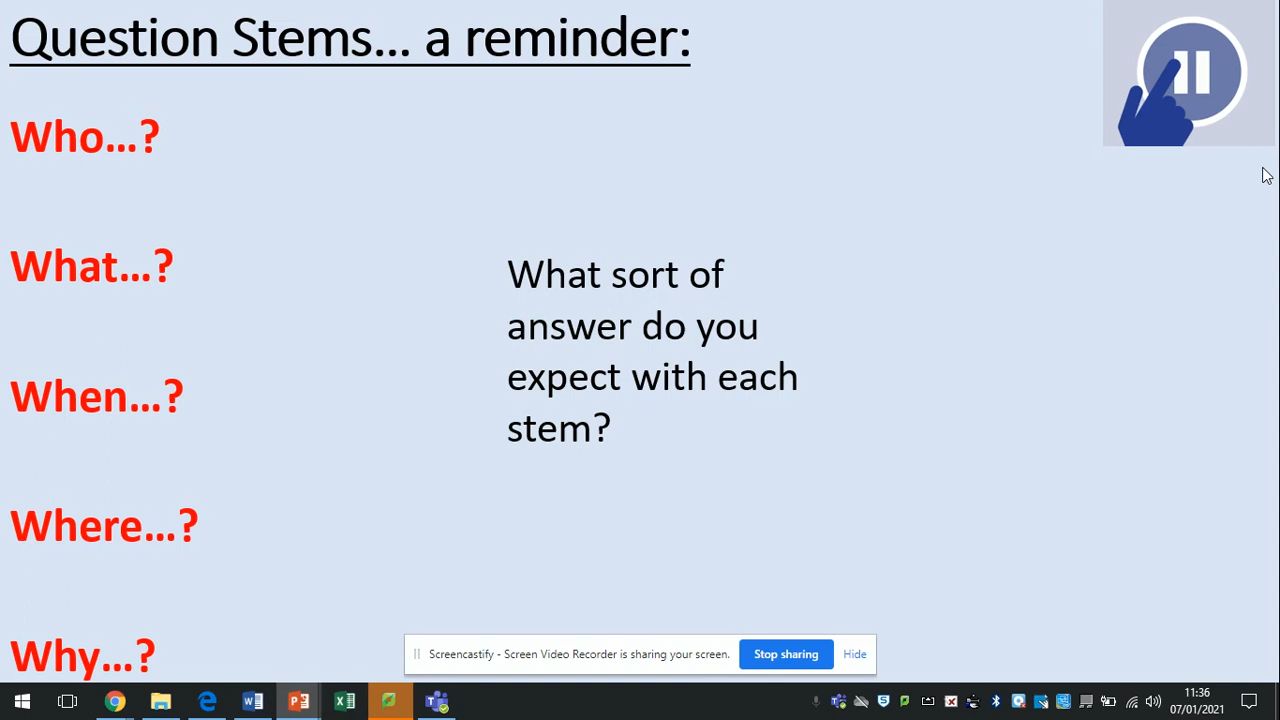 Question Stems... a reminder:
Who...?
What...?
What sort of
answer do you
expect with each
stem?
When...?
Where...?
Why...?
Screencastify - Screen Video Recorder is sharing your screen.
Stop sharing
Hide
11:36
07/01/2021